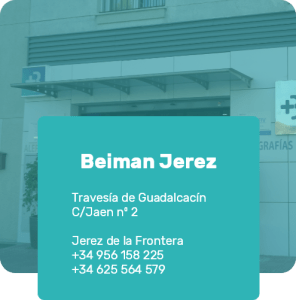 GRAFÍAS
Beiman Jerez
Travesía de Guadalcacín
C/Jaen nº 2
Jerez de la Frontera
+34 956 158 225
+34 625 564 579